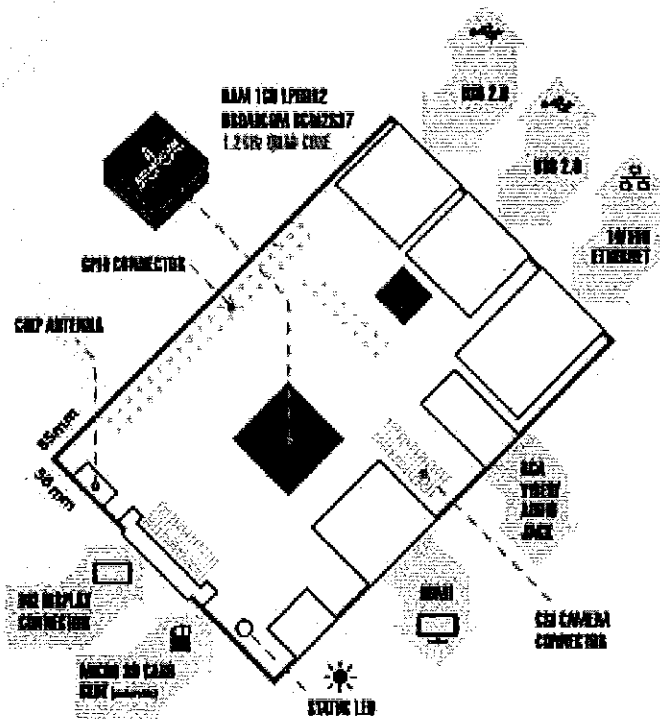 RAM 1GB LPDDR2
BROADCOM BCM2837
1.2 GHz QUAD CORE
USB 2.0
USB 2.0
10/100
ETHERNET
GPIO CONNECTOR
CHIP ANTENNA
85mm
56 mm
RCA
VIDEO/
AUDIO
JACK
DSI DISPLAY
CONNECTOR
HDMI
CSI CAMERA
CONNECTOR
MICRO SD CARD
SLOT
STATUS LED